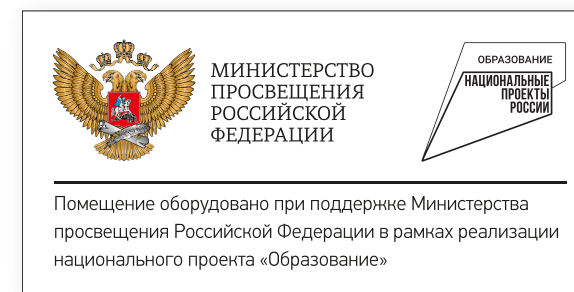 МИНИСТЕРСТВО
ПРОСВЕЩЕНИЯ
РОССИЙСКОЙ
ФЕДЕРАЦИИ
ОБРАЗОВАНИЕ
НАЦИОНАЛЬНЫЕ
ПРОЕКТЫ
РОССИИ
Помещение оборудовано при поддержке Министерства
просвещения Российской Федерации в рамках реализации
национального проекта «Образование»